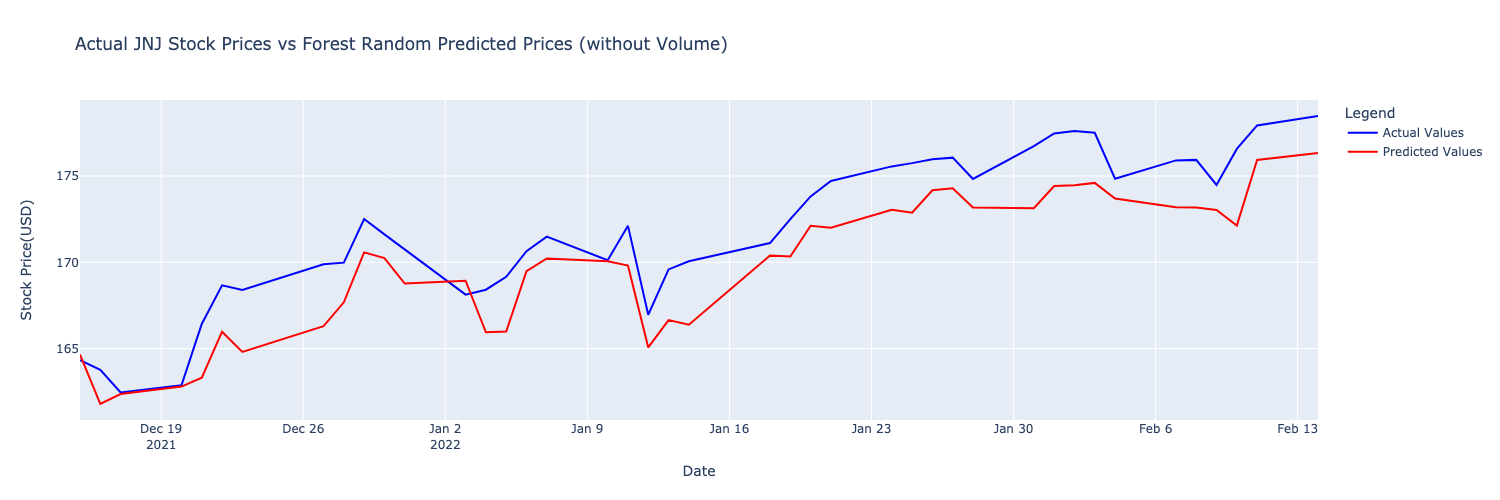 Actual JNJ Stock Prices vs Forest Random Predicted Prices (without Volume)
Legend
Actual Values
Predicted Values
Stock Price(USD)
175
170
165
Dec 19
2021
Dec 26
Jan 2
2022
Jan 9
Jan 16
Jan 23
Jan 30
Feb 6
Feb 13
Date